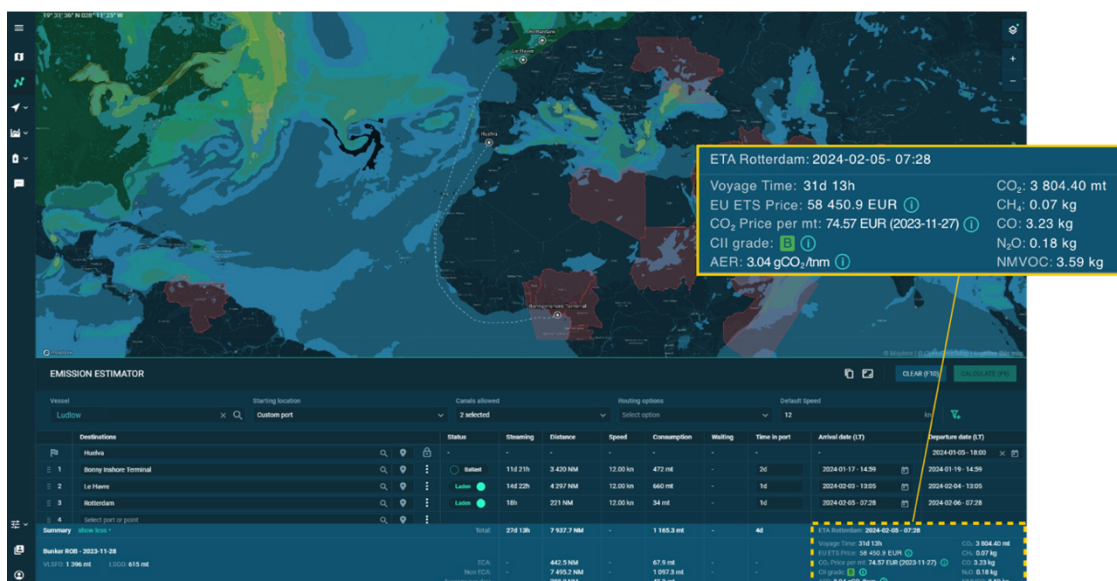 19° 31' 36" N 028° 11' 25" W
Rotterdam
Le Havre
Huelva
Bonny Inshore Terminal
ETA Rotterdam: 2024-02-05- 07:28
Voyage Time: 31d 13h CO₂: 3 804.40 mt
EU ETS Price: 58 450.9 EUR CH₄: 0.07 kg
CO₂ Price per mt: 74.57 EUR (2023-11-27) CO: 3.23 kg
CII grade: B N₂O: 0.18 kg
AER: 3.04 gCO₂/tnm NMVOC: 3.59 kg
EMISSION ESTIMATOR CLEAR (F10) CALCULATE (F9)
Vessel Starting location Canals allowed Routing options Default Speed
Ludlow Custom port 2 selected Select option 12 kn
Destinations Status Steaming Distance Speed Consumption Waiting Time in port Arrival date (LT) Departure date (LT)
Huelva - - - - - - - - 2024-01-05 - 18:00
1 Bonny Inshore Terminal Ballast 11d 21h 3 420 NM 12.00 kn 472 mt - 2d 2024-01-17 - 14:59 2024-01-19 - 14:59
2 Le Havre Laden 14d 22h 4 297 NM 12.00 kn 660 mt - 1d 2024-02-03 - 13:05 2024-02-04 - 13:05
3 Rotterdam Laden 18h 221 NM 12.00 kn 34 mt - 1d 2024-02-05 - 07:28 2024-02-06 - 07:28
4 Select port or point
Summary show less Total: 27d 13h 7 937.7 NM - 1 165.3 mt - 4d ETA Rotterdam: 2024-02-05 - 07:28
Voyage Time: 31d 13h CO₂: 3 804.40 mt
Bunker ROB - 2023-11-28 EU ETS Price: 58 450.9 EUR CH₄: 0.07 kg
VLSFO: 1 396 mt LSGO: 615 mt ECA: - 442.5 NM - 67.9 mt - - CO₂ Price per mt: 74.57 EUR (2023-11-27) CO: 3.23 kg
Non ECA: - 7 495.2 NM - 1 097.3 mt - - CII grade: B N₂O: 0.18 kg